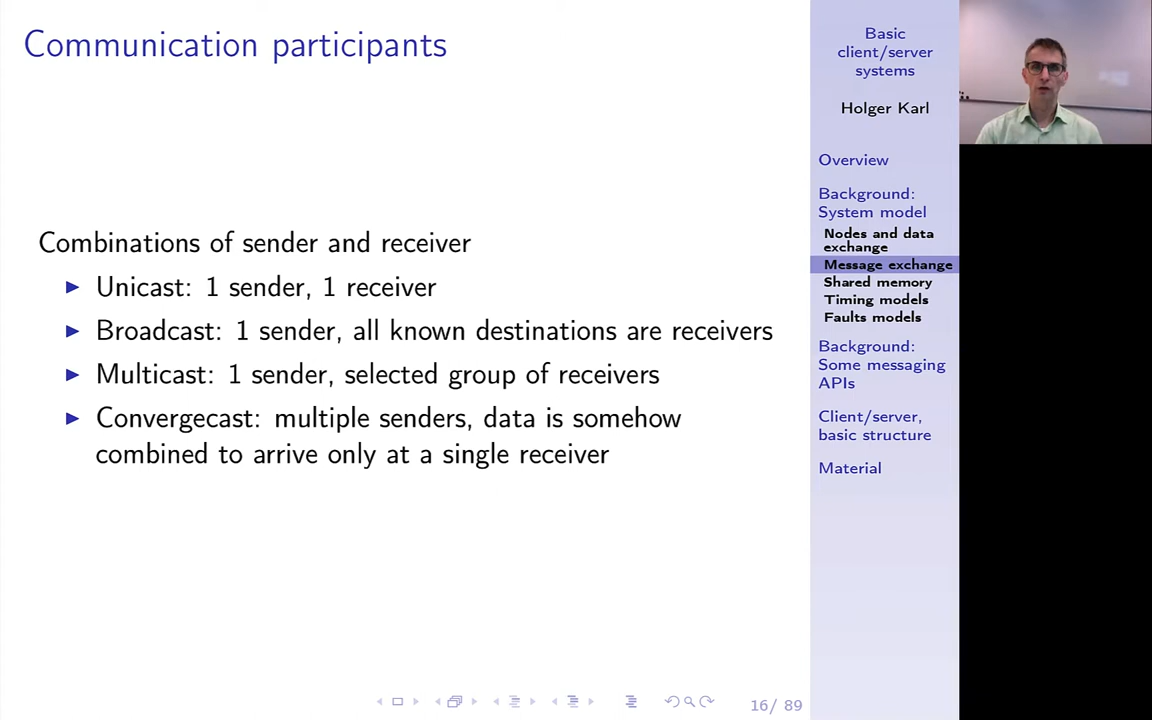 Communication participants
Combinations of sender and receiver
Unicast: 1 sender, 1 receiver
Broadcast: 1 sender, all known destinations are receivers
Multicast: 1 sender, selected group of receivers
Convergecast: multiple senders, data is somehow
combined to arrive only at a single receiver
16/ 89
Basic
client/server
systems
Holger Karl
Overview
Background:
System model
Nodes and data
exchange
Message exchange
Shared memory
Timing models
Faults models
Background:
Some messaging
APIs
Client/server,
basic structure
Material